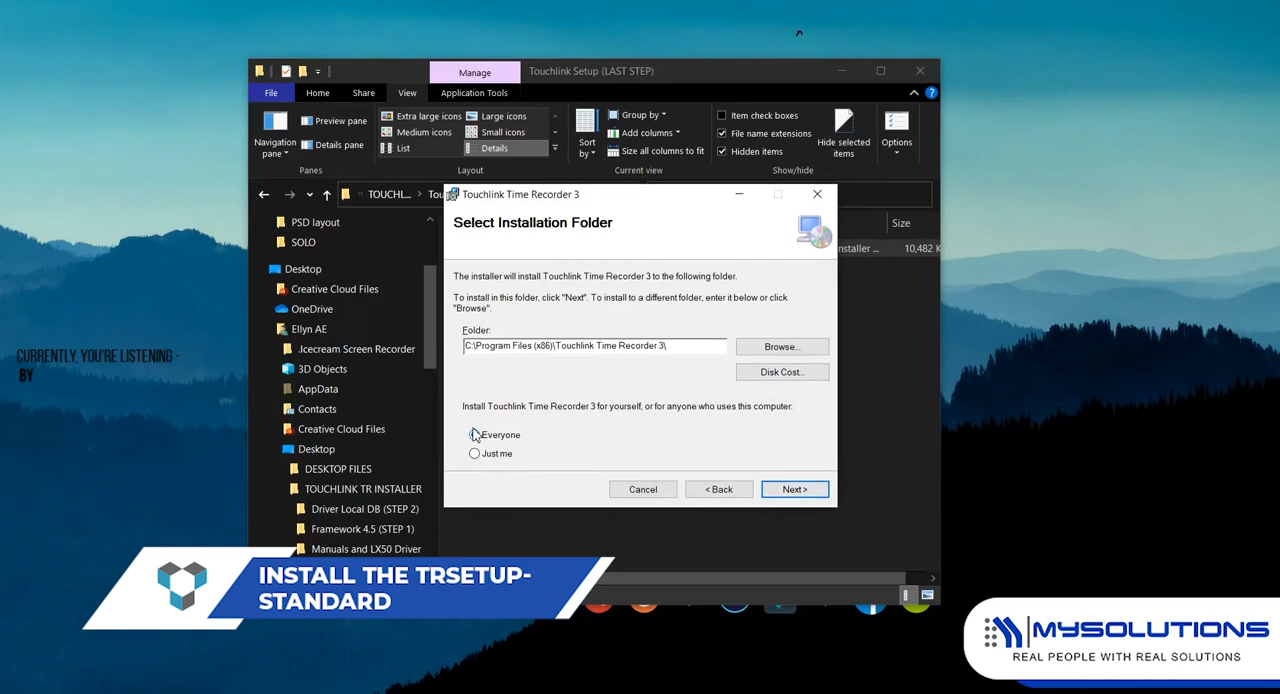 Manage
Touchlink Setup (LAST STEP)
File
Home
Share
View
Application Tools
Navigation
pane
Preview pane
Details pane
Panes
Extra large icons
Large icons
Medium icons
Small icons
List
Details
Layout
Sort
by
Group by
Add columns
Size all columns to fit
Current view
Item check boxes
File name extensions
Hidden items
Hide selected
items
Show/hide
Options
TOUCHL...
Tou
Size
nstaller ...
10,482 K
PSD layout
SOLO
Desktop
Creative Cloud Files
OneDrive
Ellyn AE
.Icecream Screen Recorder
3D Objects
AppData
Contacts
Creative Cloud Files
Desktop
DESKTOP FILES
TOUCHLINK TR INSTALLER
Driver Local DB (STEP 2)
Framework 4.5 (STEP 1)
Manuals and LX50 Driver
Touchlink Time Recorder 3
Select Installation Folder
The installer will install Touchlink Time Recorder 3 to the following folder.
To install in this folder, click "Next". To install to a different folder, enter it below or click
"Browse".
Folder:
C:\Program Files (x86)\Touchlink Time Recorder 3\
Browse...
Disk Cost...
Install Touchlink Time Recorder 3 for yourself, or for anyone who uses this computer:
Everyone
Just me
Cancel
< Back
Next >
CURRENTLY, YOU'RE LISTENING -
BY
INSTALL THE TRSETUP-
STANDARD
MYSOLUTIONS
REAL PEOPLE WITH REAL SOLUTIONS